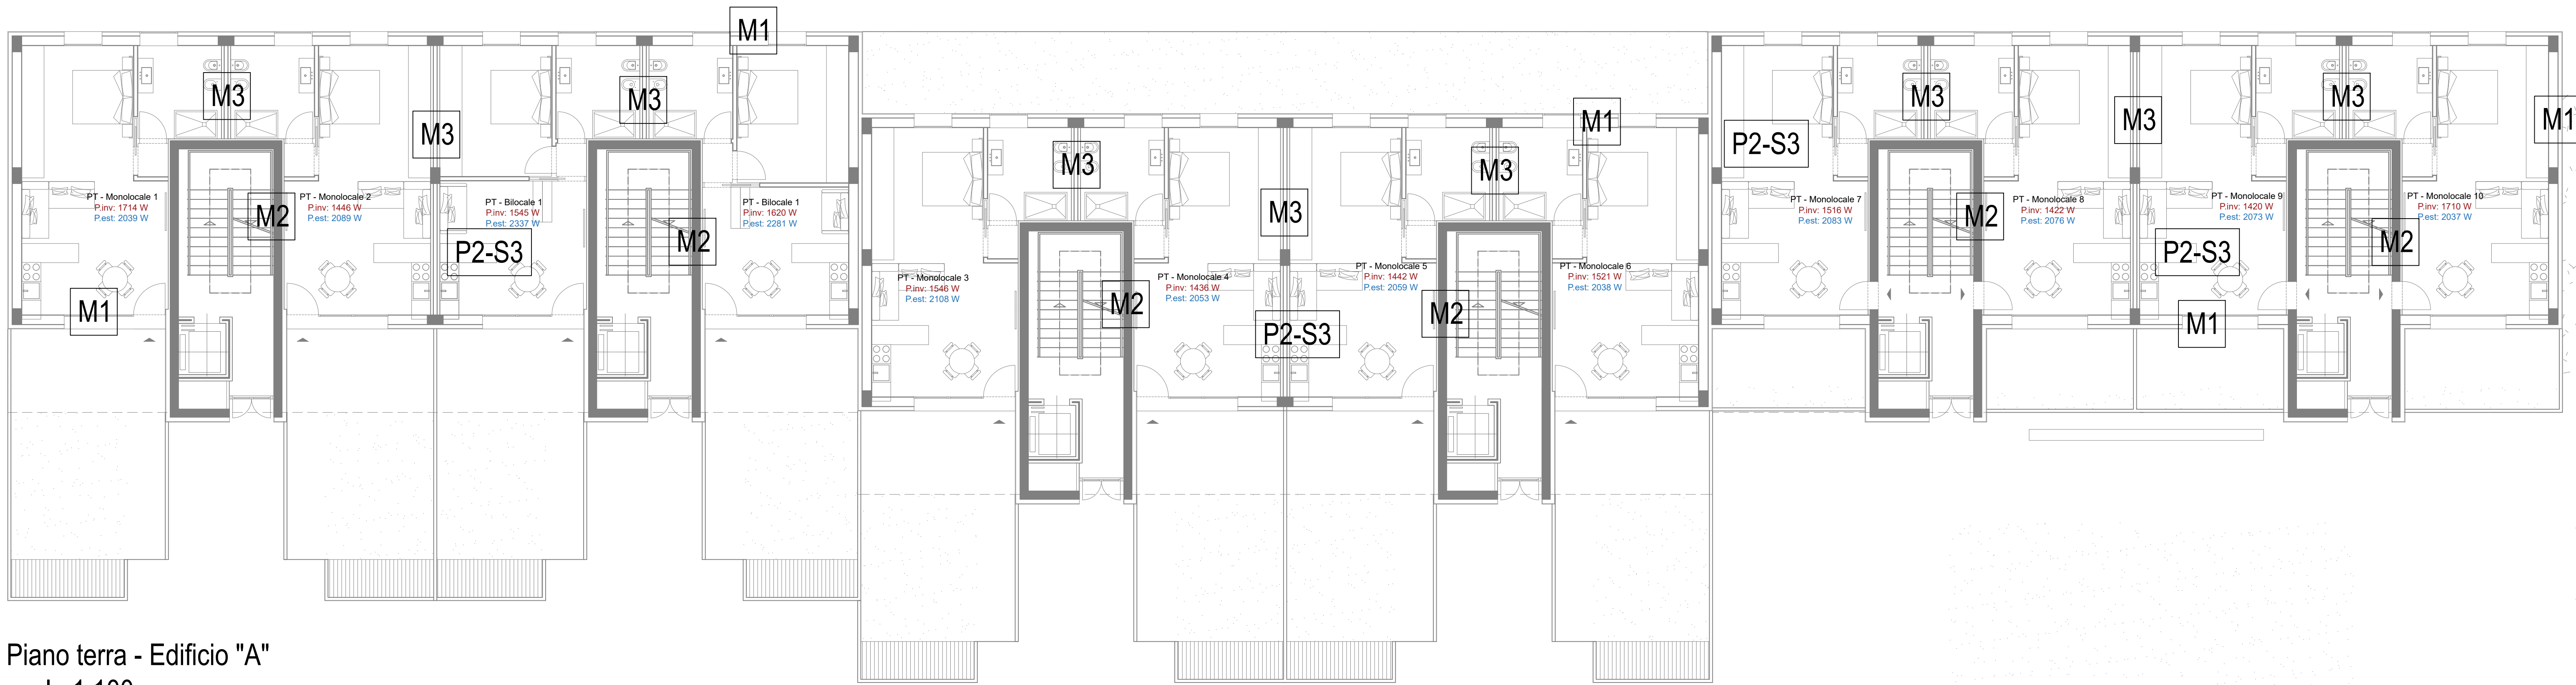 M1
M3
M3
M3
M1
M3
M3
M3
M1
M3
M3
M3
M1
P2-S3
PT - Monolocale 1
P.inv: 1714 W
P.est: 2039 W
M2
PT - Monolocale 2
P.inv: 1446 W
P.est: 2089 W
PT - Bilocale 1
P.inv: 1545 W
P.est: 2337 W
P2-S3
M2
PT - Bilocale 1
P.inv: 1620 W
P.est: 2281 W
M1
PT - Monolocale 3
P.inv: 1546 W
P.est: 2108 W
M2
PT - Monolocale 4
P.inv: 1436 W
P.est: 2053 W
P2-S3
PT - Monolocale 5
P.inv: 1442 W
P.est: 2059 W
M2
PT - Monolocale 6
P.inv: 1521 W
P.est: 2038 W
PT - Monolocale 7
P.inv: 1516 W
P.est: 2083 W
M2
PT - Monolocale 8
P.inv: 1422 W
P.est: 2076 W
P2-S3
PT - Monolocale 9
P.inv: 1420 W
P.est: 2073 W
M1
M2
PT - Monolocale 10
P.inv: 1710 W
P.est: 2037 W
Piano terra - Edificio "A"